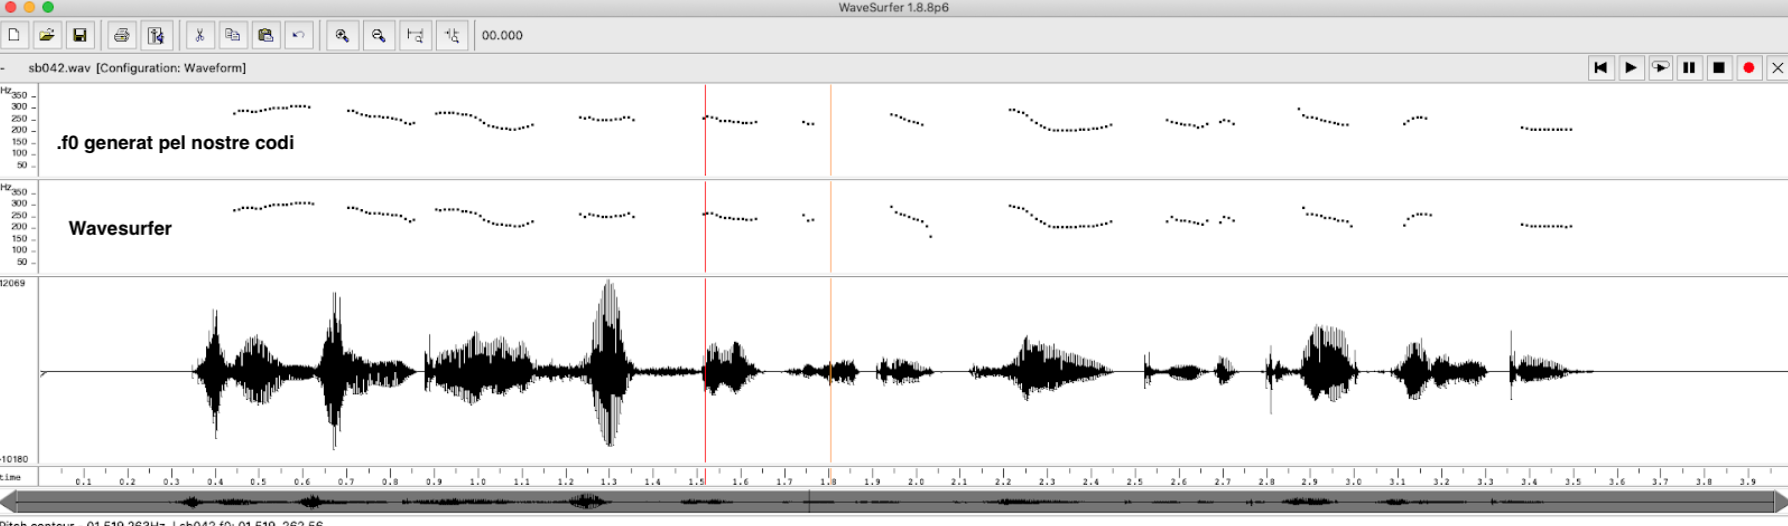 WaveSurfer 1.8.8p6
00.000
- sb042.wav [Configuration: Waveform]
Hz
350
300
250
200
150
100
50
.f0 generat pel nostre codi
Hz
350
300
250
200
150
100
50
Wavesurfer
12069
-10180
time 0.1 0.2 0.3 0.4 0.5 0.6 0.7 0.8 0.9 1.0 1.1 1.2 1.3 1.4 1.5 1.6 1.7 1.8 1.9 2.0 2.1 2.2 2.3 2.4 2.5 2.6 2.7 2.8 2.9 3.0 3.1 3.2 3.3 3.4 3.5 3.6 3.7 3.8 3.9
Pitch contour - 01.519 263Hz | sb042.f0: 01.519 262.56